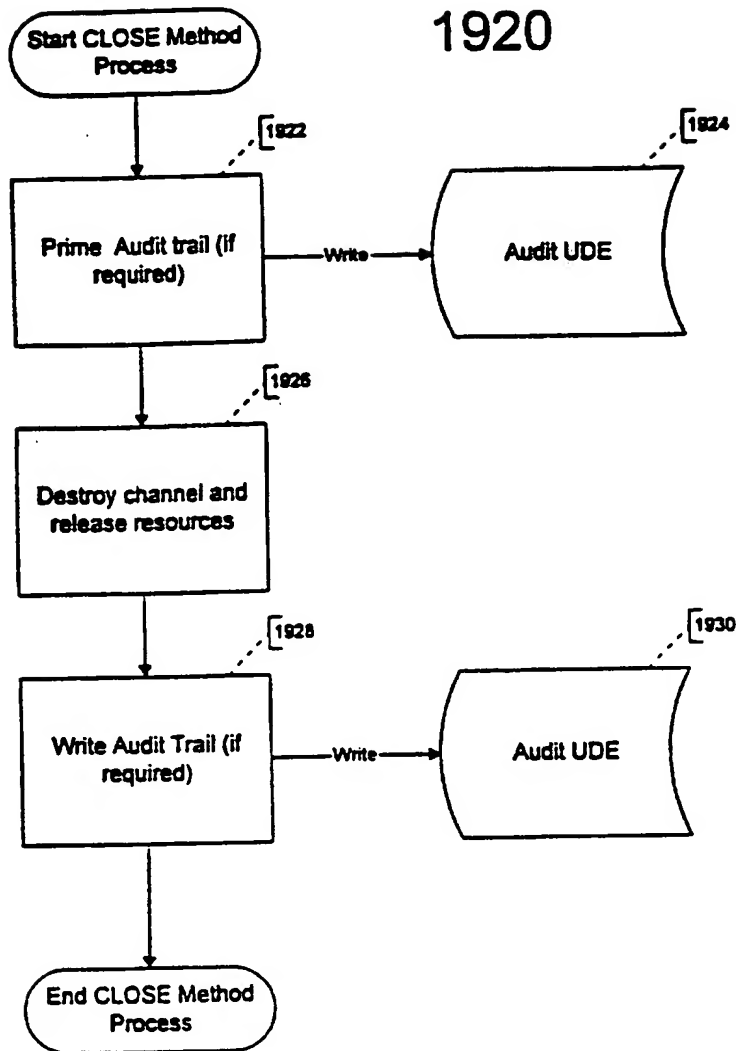 1920
Start CLOSE Method
Process
1922
1924
Prime Audit trail (if
required)
Write
Audit UDE
1926
Destroy channel and
release resources
1928
1930
Write Audit Trail (if
required)
Write
Audit UDE
End CLOSE Method
Process